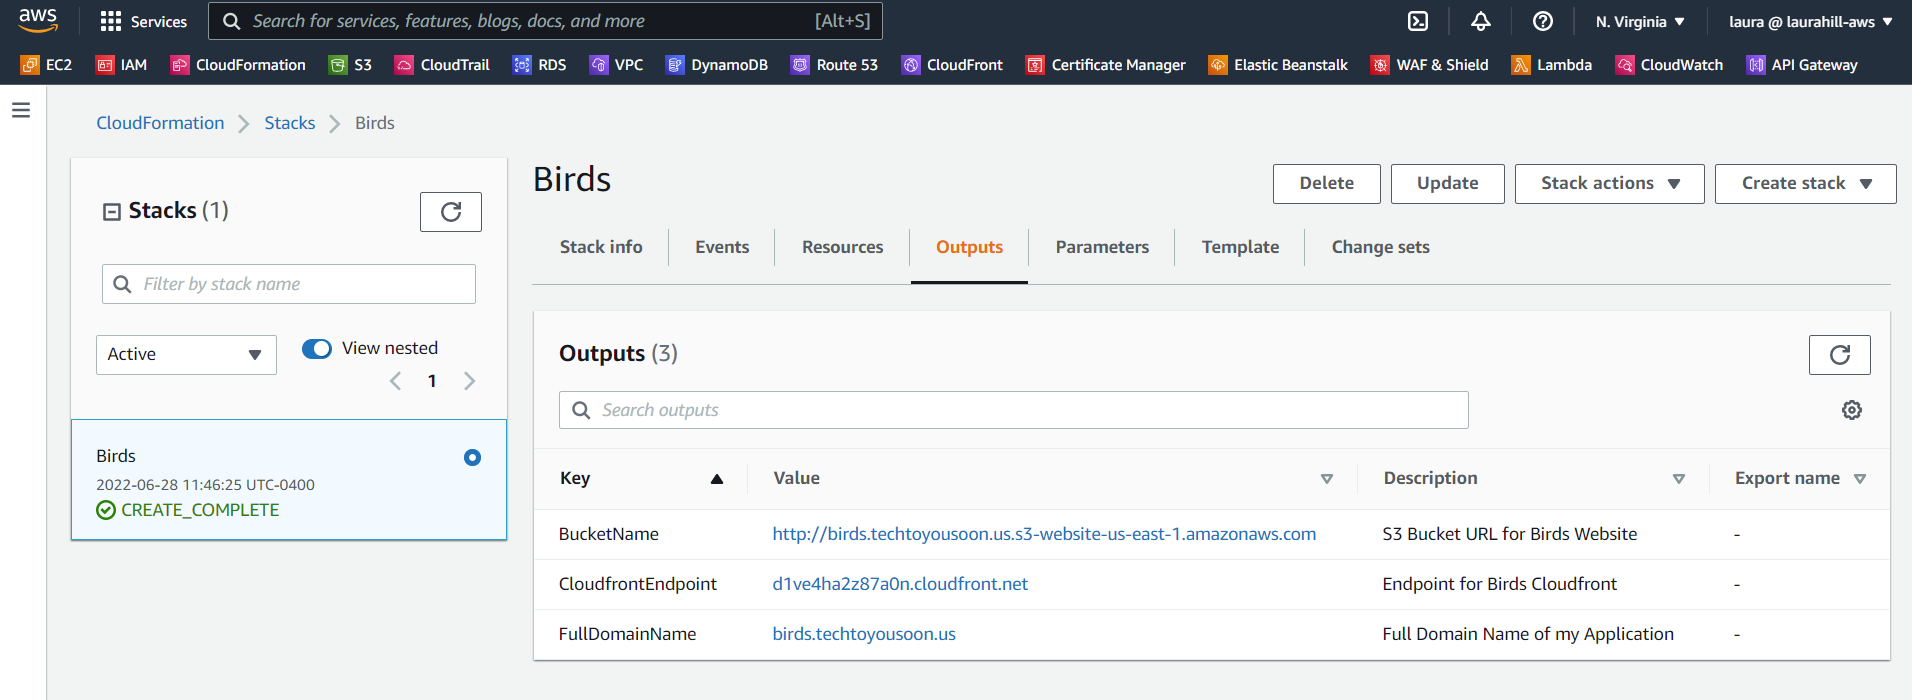 aws Services Search for services, features, blogs, docs, and more [Alt+S] N. Virginia laura @ laurahill-aws
EC2 IAM CloudFormation S3 CloudTrail RDS VPC DynamoDB Route 53 CloudFront Certificate Manager Elastic Beanstalk WAF & Shield Lambda CloudWatch API Gateway
CloudFormation Stacks Birds
Stacks (1)
Filter by stack name
Active View nested
1
Birds
2022-06-28 11:46:25 UTC-0400
CREATE_COMPLETE
Birds Delete Update Stack actions Create stack
Stack info Events Resources Outputs Parameters Template Change sets
Outputs (3)
Search outputs
Key Value Description Export name
BucketName http://birds.techtoyousoon.us.s3-website-us-east-1.amazonaws.com S3 Bucket URL for Birds Website -
CloudfrontEndpoint d1ve4ha2z87a0n.cloudfront.net Endpoint for Birds Cloudfront -
FullDomainName birds.techtoyousoon.us Full Domain Name of my Application -